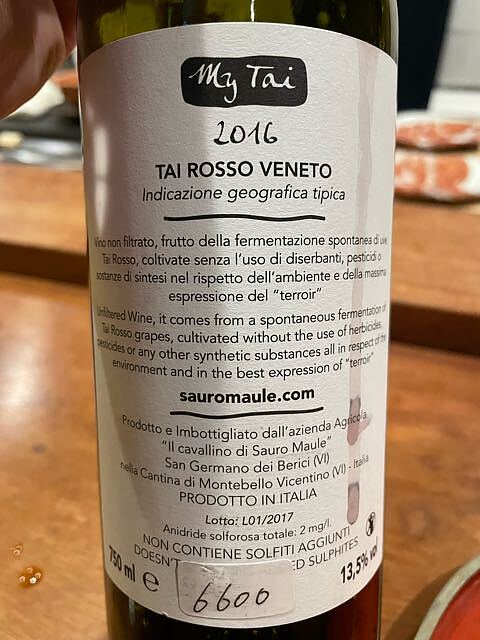 My Tai
2016
TAI ROSSO VENETO
Indicazione geografica tipica
Vino non filtrato, frutto della fermentazione spontanea di uve
Tai Rosso, coltivate senza l'uso di diserbanti, pesticidi o
sostanze di sintesi nel rispetto dell'ambiente e della massima
espressione del "terroir"
Unfiltered Wine, it comes from a spontaneous fermentation of
Tai Rosso grapes, cultivated without the use of herbicides,
pesticides or any other synthetic substances all in respect of the
environment and in the best expression of "terroir"
sauromaule.com
Prodotto e Imbottigliato dall'azienda Agricola
"Il cavallino di Sauro Maule"
San Germano dei Berici (VI)
nella Cantina di Montebello Vicentino (VI) - Italia
PRODOTTO IN ITALIA
Lotto: L01/2017
Anidride solforosa totale: 2 mg/l.
NON CONTIENE SOLFITI AGGIUNTI
DOESN'T ED SULPHITES
750 ml e 13,5% vol
6600